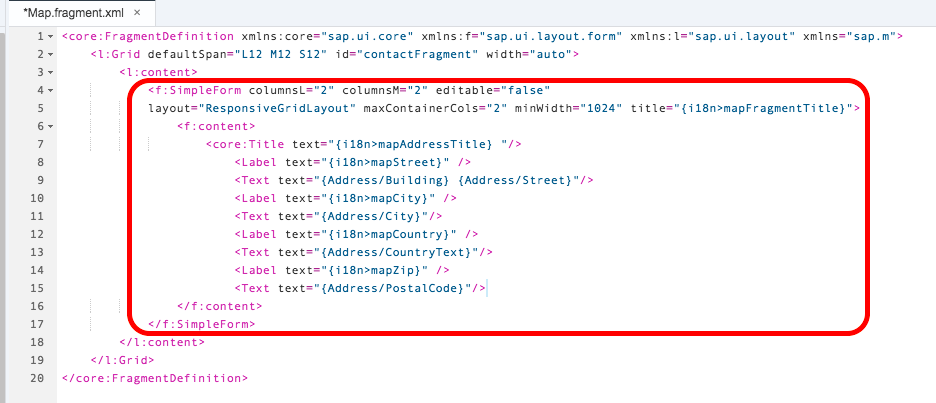 *Map.fragment.xml ×
1 <core:FragmentDefinition xmlns:core="sap.ui.core" xmlns:f="sap.ui.layout.form" xmlns:l="sap.ui.layout" xmlns="sap.m">
2 <l:Grid defaultSpan="L12 M12 S12" id="contactFragment" width="auto">
3 <l:content>
4 <f:SimpleForm columnsL="2" columnsM="2" editable="false"
5 layout="ResponsiveGridLayout" maxContainerCols="2" minWidth="1024" title="{i18n>mapFragmentTitle}">
6 <f:content>
7 <core:Title text="{i18n>mapAddressTitle} "/>
8 <Label text="{i18n>mapStreet}" />
9 <Text text="{Address/Building} {Address/Street}"/>
10 <Label text="{i18n>mapCity}" />
11 <Text text="{Address/City}"/>
12 <Label text="{i18n>mapCountry}" />
13 <Text text="{Address/CountryText}"/>
14 <Label text="{i18n>mapZip}" />
15 <Text text="{Address/PostalCode}"/>
16 </f:content>
17 </f:SimpleForm>
18 </l:content>
19 </l:Grid>
20 </core:FragmentDefinition>